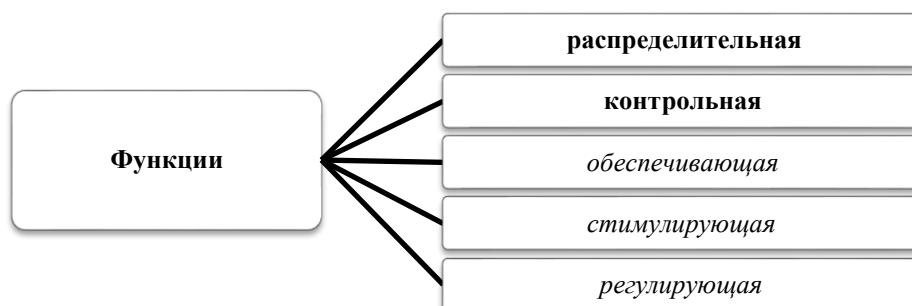 Функции
распределительная
контрольная
обеспечивающая
стимулирующая
регулирующая